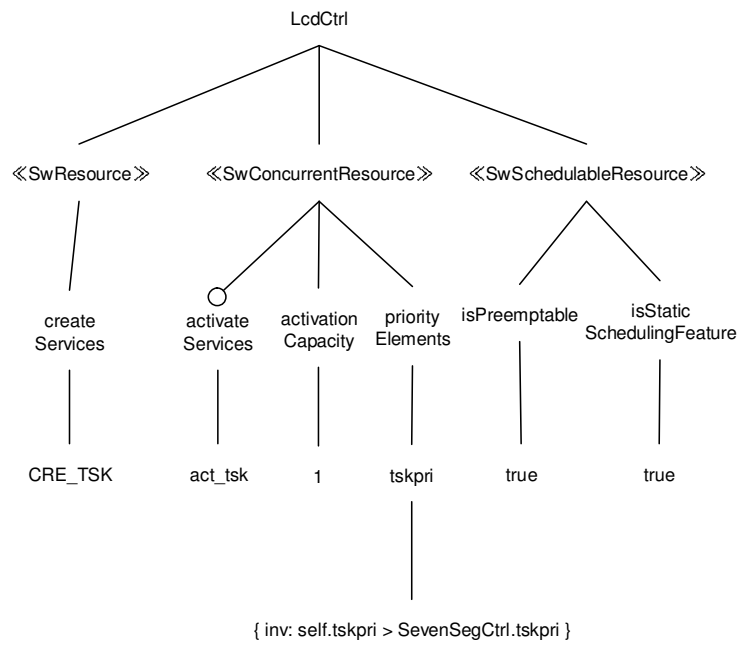 LcdCtrl
≪SwResource≫
≪SwConcurrentResource≫
≪SwSchedulableResource≫
create
Services
activate
Services
activation
Capacity
priority
Elements
isPreemptable
isStatic
SchedulingFeature
CRE_TSK
act_tsk
1
tskpri
true
true
{ inv: self.tskpri > SevenSegCtrl.tskpri }